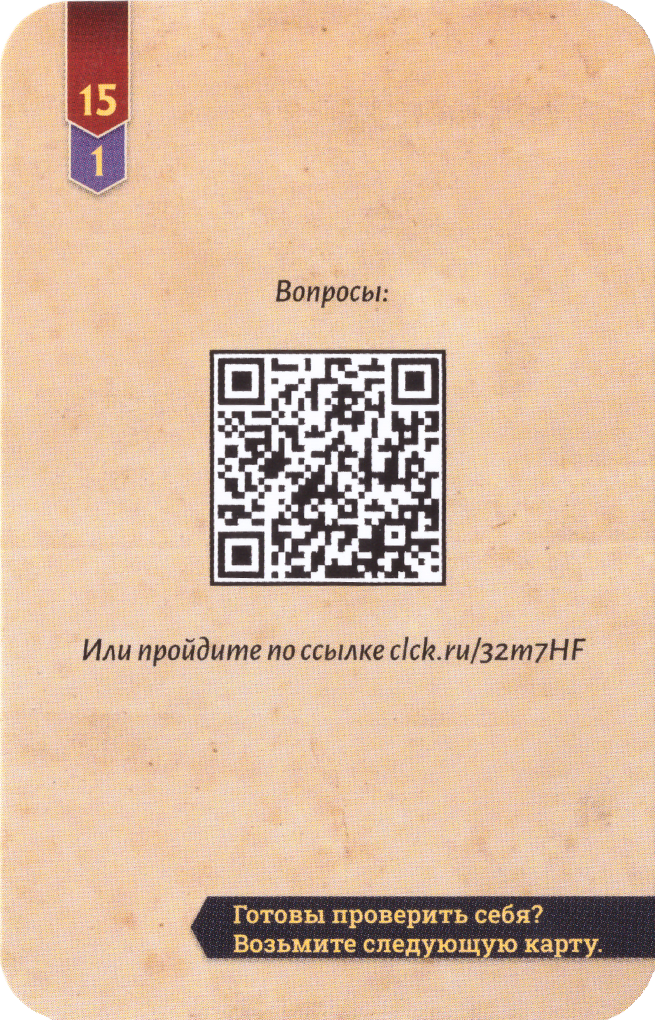 15
1
Вопросы:
Или пройдите по ссылке clck.ru/32m7HF
Готовы проверить себя?
Возьмите следующую карту.